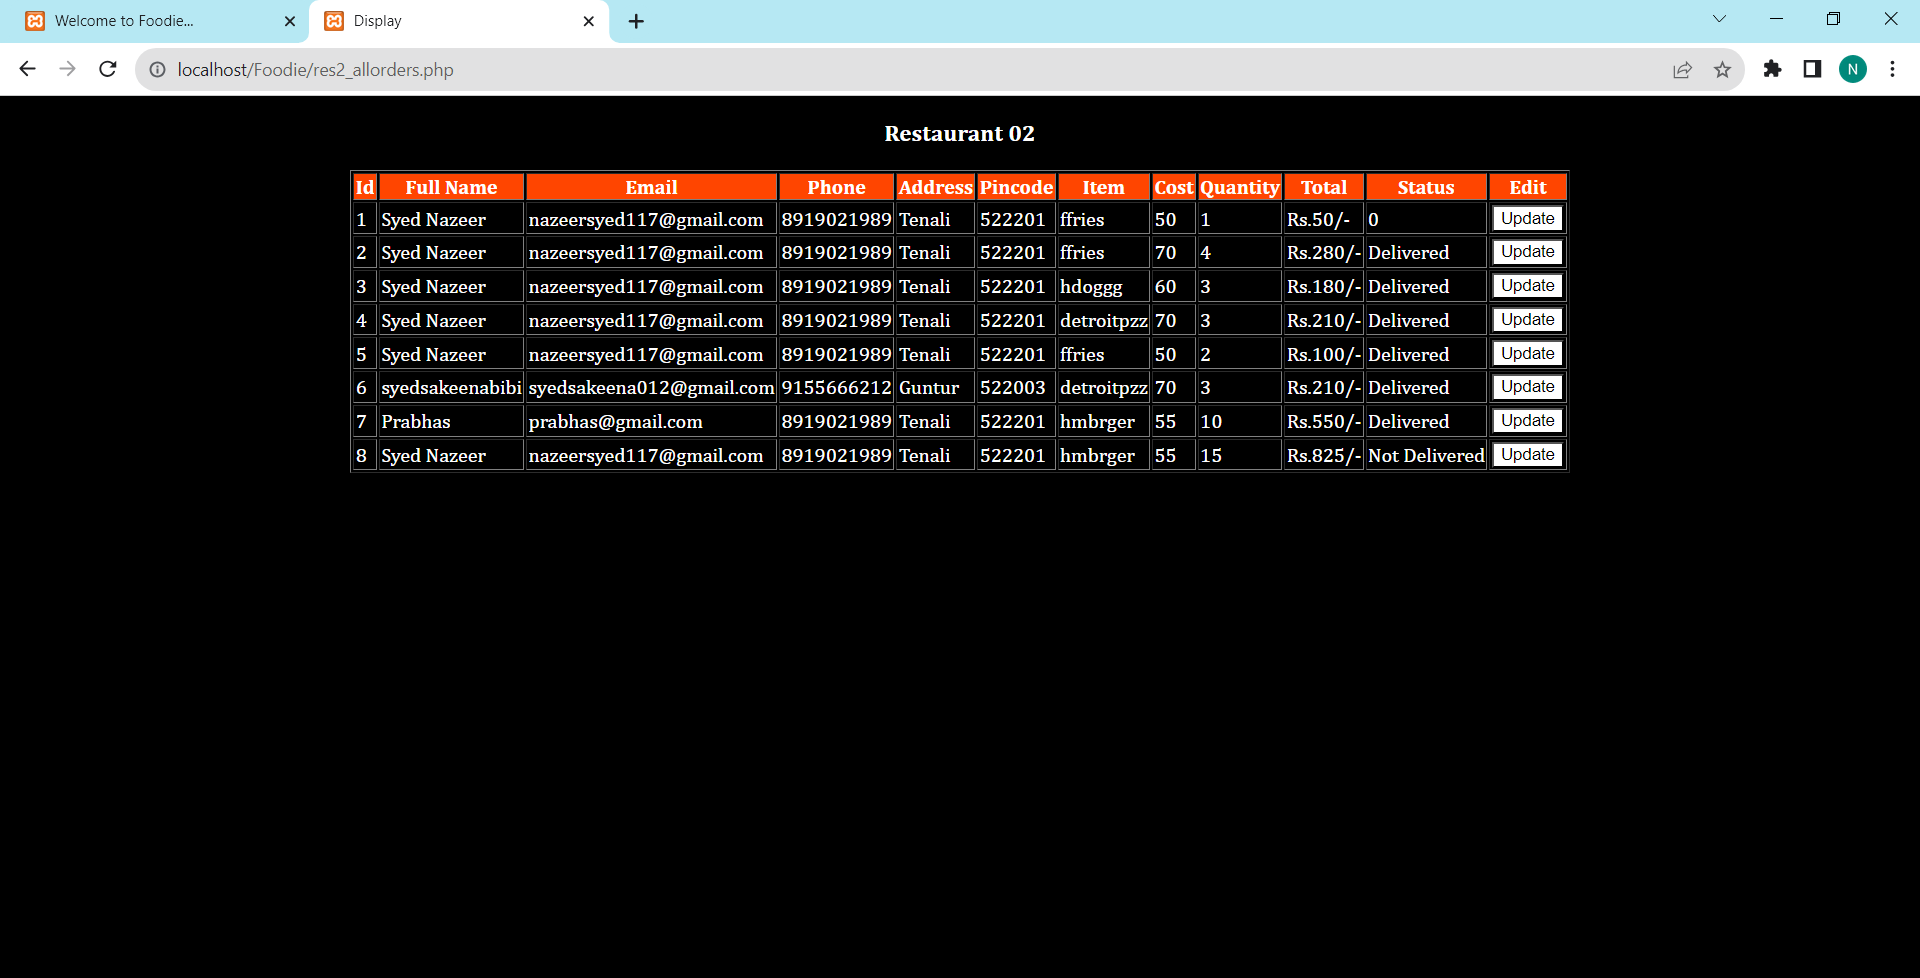 Welcome to Foodie... Display
localhost/Foodie/res2_allorders.php N
Restaurant 02
Id Full Name Email Phone Address Pincode Item Cost Quantity Total Status Edit
1 Syed Nazeer nazeersyed117@gmail.com 8919021989 Tenali 522201 ffries 50 1 Rs.50/- 0 Update
2 Syed Nazeer nazeersyed117@gmail.com 8919021989 Tenali 522201 ffries 70 4 Rs.280/- Delivered Update
3 Syed Nazeer nazeersyed117@gmail.com 8919021989 Tenali 522201 hdoggg 60 3 Rs.180/- Delivered Update
4 Syed Nazeer nazeersyed117@gmail.com 8919021989 Tenali 522201 detroitpzz 70 3 Rs.210/- Delivered Update
5 Syed Nazeer nazeersyed117@gmail.com 8919021989 Tenali 522201 ffries 50 2 Rs.100/- Delivered Update
6 syedsakeenabibi syedsakeena012@gmail.com 9155666212 Guntur 522003 detroitpzz 70 3 Rs.210/- Delivered Update
7 Prabhas prabhas@gmail.com 8919021989 Tenali 522201 hmbrger 55 10 Rs.550/- Delivered Update
8 Syed Nazeer nazeersyed117@gmail.com 8919021989 Tenali 522201 hmbrger 55 15 Rs.825/- Not Delivered Update